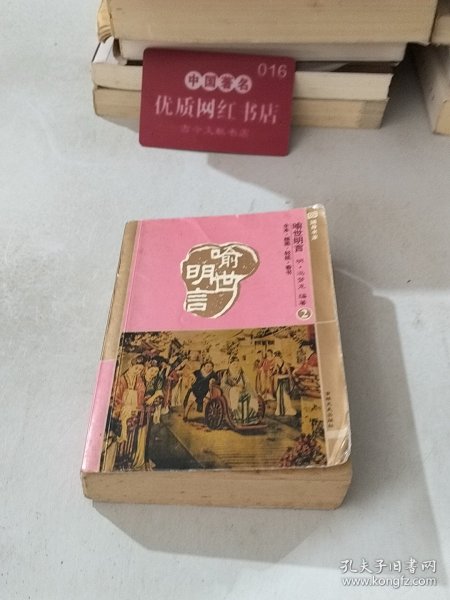 016
中国著名
优质网红书店
古今文献书店
喻世
明言
喻世明言 明·冯梦龙 编著 2
孔夫子旧书网
www.kongfz.com